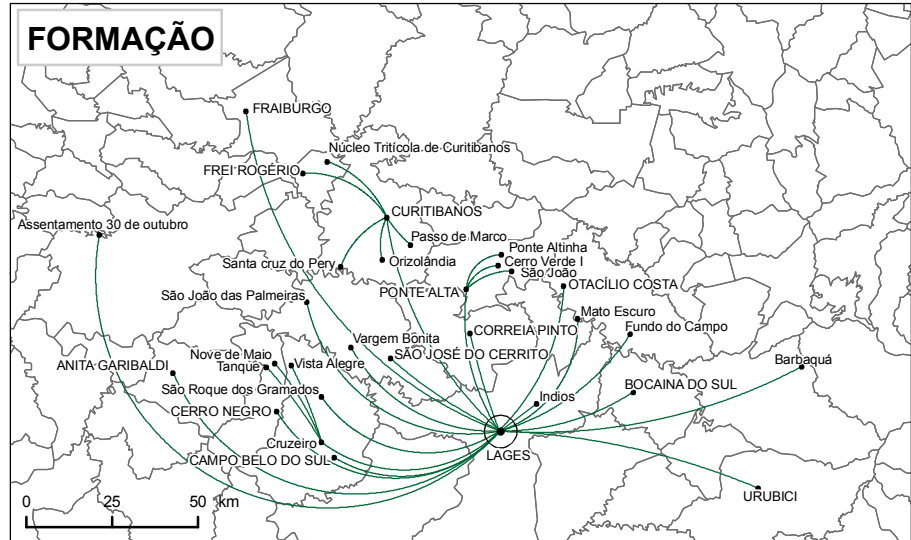 FORMAÇÃO
FRAIBURGO
Núcleo Tritícola de Curitibanos
FREI ROGÉRIO
CURITIBANOS
Assentamento 30 de outubro
Passo de Marco
Ponte Altinha
Santa cruz do Pery
Orizolândia
Cerro Verde I
São João
PONTE ALTA
OTACÍLIO COSTA
São João das Palmeiras
Mato Escuro
CORREIA PINTO
Fundo do Campo
Vargem Bonita
SÃO JOSÉ DO CERRITO
Nove de Maio
Tanque
Vista Alegre
ANITA GARIBALDI
Barbaquá
BOCAINA DO SUL
São Roque dos Gramados
Indios
CERRO NEGRO
Cruzeiro
LAGES
CAMPO BELO DO SUL
URUBICI
0 25 50 km